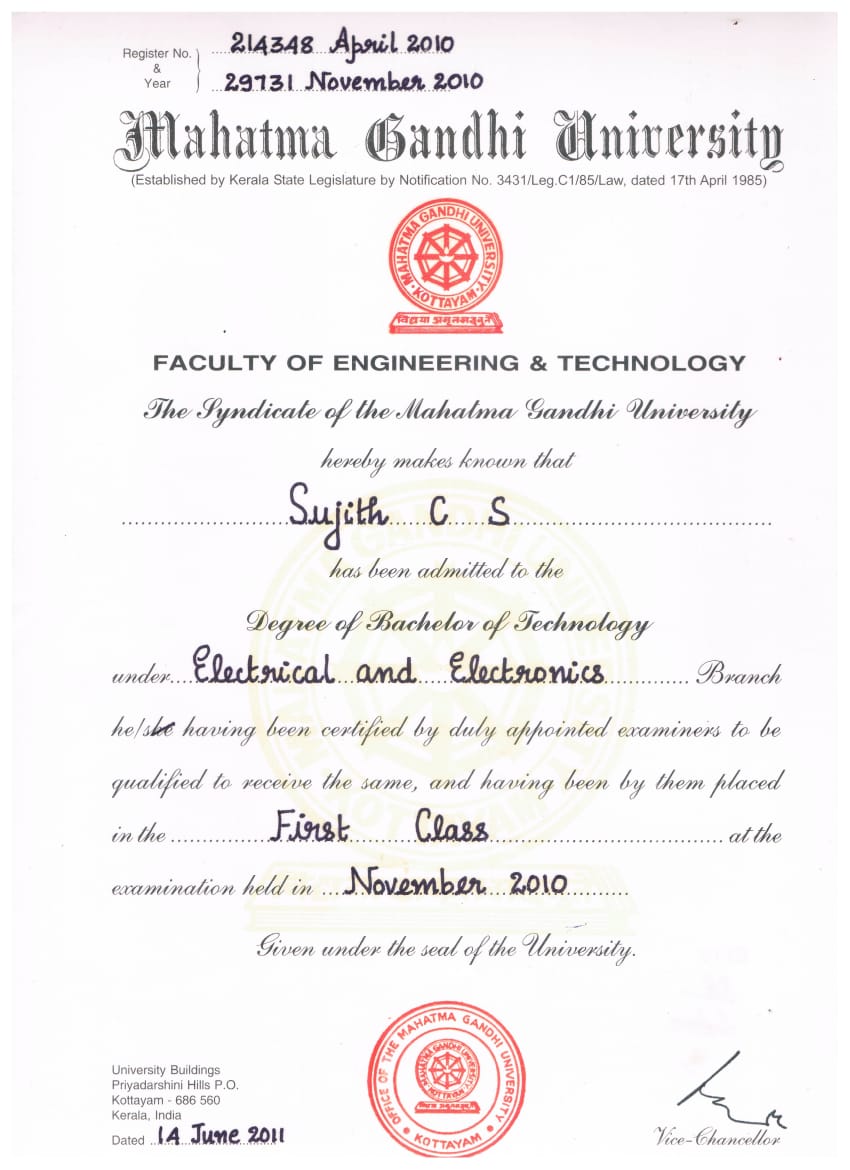 Register No. & Year
214348 April 2010
29731 November 2010
Mahatma Gandhi University
(Established by Kerala State Legislature by Notification No. 3431/Leg.C1/85/Law, dated 17th April 1985)
MAHATMA GANDHI UNIVERSITY
KOTTAYAM
FACULTY OF ENGINEERING & TECHNOLOGY
The Syndicate of the Mahatma Gandhi University
hereby makes known that
Sujith C S
has been admitted to the
Degree of Bachelor of Technology
under Electrical and Electronics Branch
he/she having been certified by duly appointed examiners to be
qualified to receive the same, and having been by them placed
in the First Class at the
examination held in November 2010
Given under the seal of the University.
OFFICE OF THE MAHATMA GANDHI UNIVERSITY
KOTTAYAM
MAHATMA GANDHI UNIVERSITY
KOTTAYAM
University Buildings
Priyadarshini Hills P.O.
Kottayam - 686 560
Kerala, India
Dated 14 June 2011
Vice-Chancellor